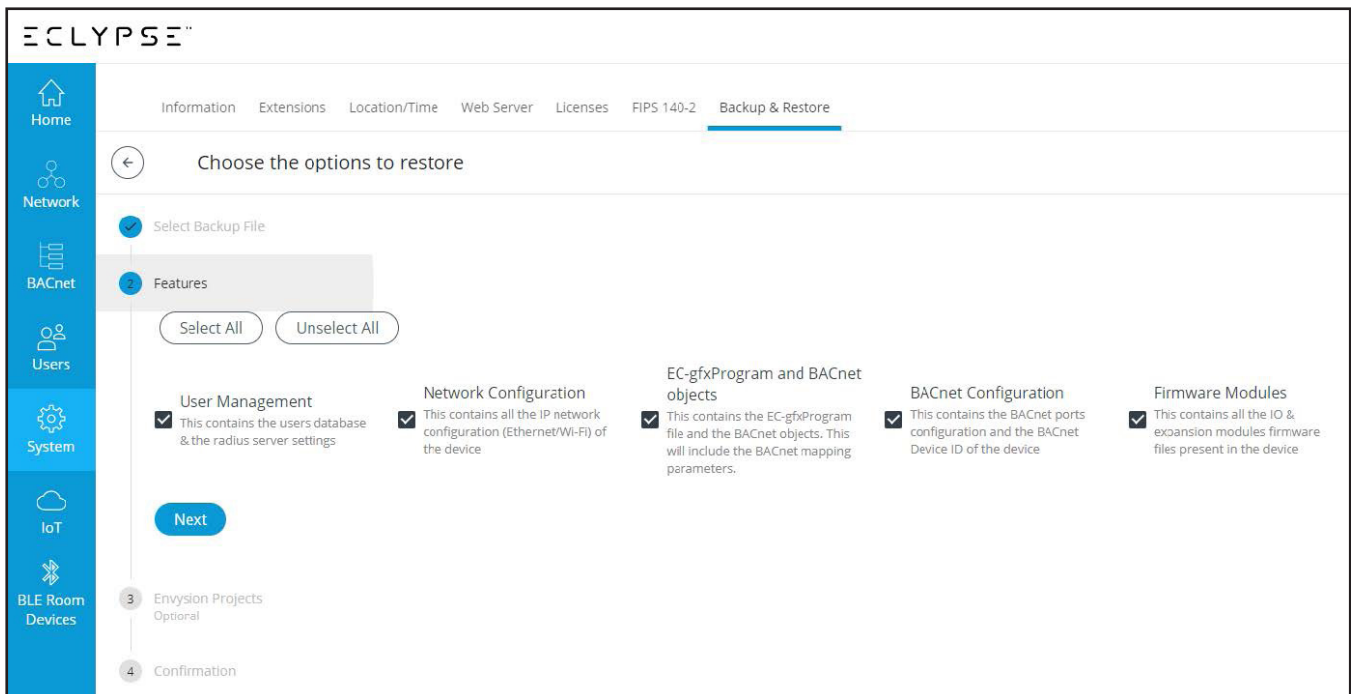 ECLYPSE™
Home
Network
BACnet
Users
System
IoT
BLE Room
Devices
Information Extensions Location/Time Web Server Licenses FIPS 140-2 Backup & Restore
Choose the options to restore
Select Backup File
2 Features
Select All Unselect All
User Management
This contains the users database
& the radius server settings
Network Configuration
This contains all the IP network
configuration (Ethernet/Wi-Fi) of
the device
EC-gfxProgram and BACnet
objects
This contains the EC-gfxProgram
file and the BACnet objects. This
will include the BACnet mapping
parameters.
BACnet Configuration
This contains the BACnet ports
configuration and the BACnet
Device ID of the device
Firmware Modules
This contains all the IO &
expansion modules firmware
files present in the device
Next
3 Envysion Projects
Optional
4 Confirmation